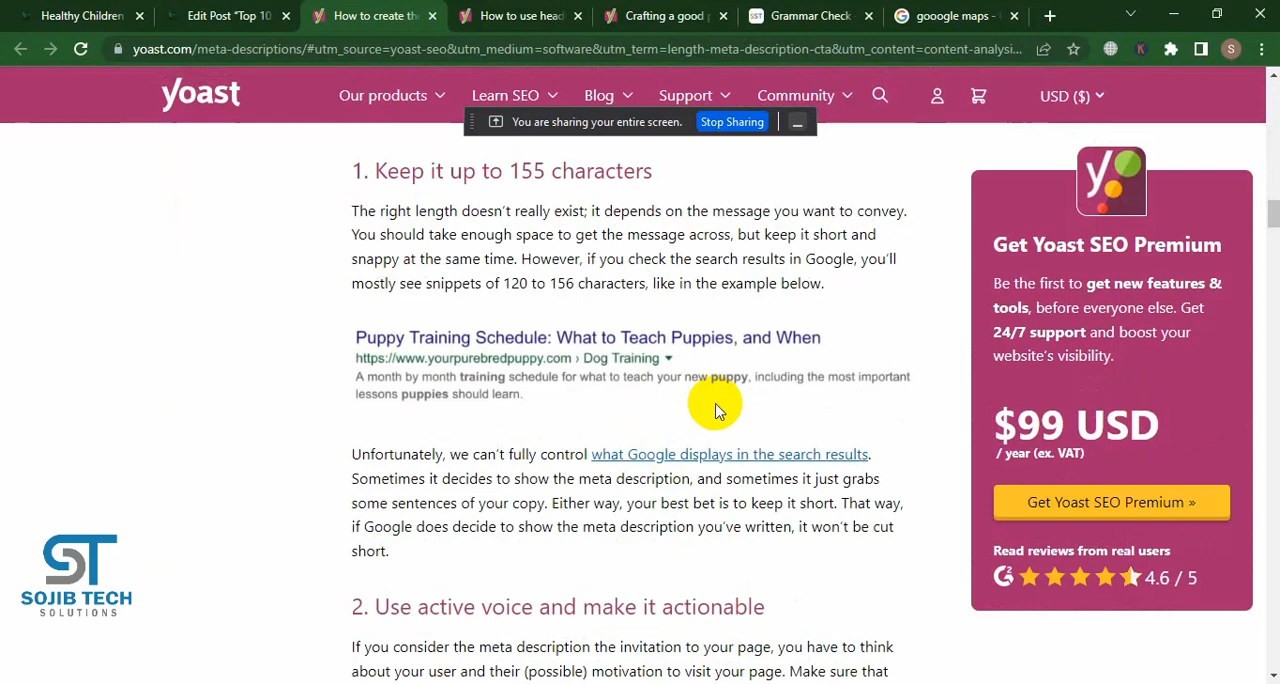 Healthy Children
Edit Post "Top 10
How to create the
How to use head
Crafting a good
Grammar Check
gooogle maps -
yoast.com/meta-descriptions/#utm_source=yoast-seo&utm_medium=software&utm_term=length-meta-description-cta&utm_content=content-analysi...
S
yoast
Our products
Learn SEO
Blog
Support
Community
USD ($)
You are sharing your entire screen.
Stop Sharing
1. Keep it up to 155 characters
The right length doesn’t really exist; it depends on the message you want to convey.
You should take enough space to get the message across, but keep it short and
snappy at the same time. However, if you check the search results in Google, you’ll
mostly see snippets of 120 to 156 characters, like in the example below.
Puppy Training Schedule: What to Teach Puppies, and When
https://www.yourpurebredpuppy.com › Dog Training
A month by month training schedule for what to teach your new puppy, including the most important
lessons puppies should learn.
Unfortunately, we can’t fully control what Google displays in the search results.
Sometimes it decides to show the meta description, and sometimes it just grabs
some sentences of your copy. Either way, your best bet is to keep it short. That way,
if Google does decide to show the meta description you’ve written, it won’t be cut
short.
2. Use active voice and make it actionable
If you consider the meta description the invitation to your page, you have to think
about your user and their (possible) motivation to visit your page. Make sure that
Get Yoast SEO Premium
Be the first to get new features &
tools, before everyone else. Get
24/7 support and boost your
website’s visibility.
$99 USD
/ year (ex. VAT)
Get Yoast SEO Premium »
Read reviews from real users
4.6 / 5
ST
SOJIB TECH
SOLUTIONS